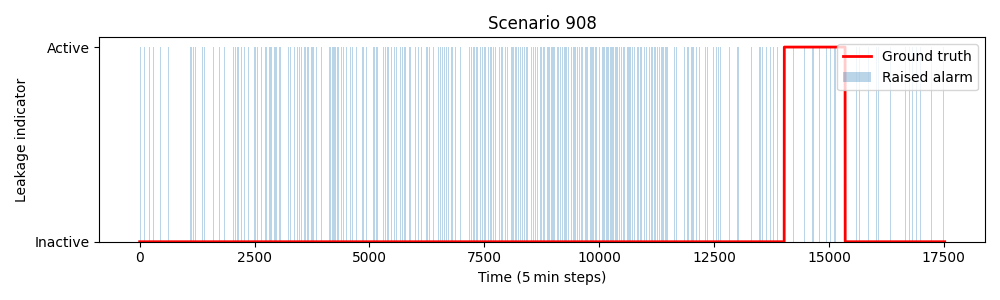 Scenario 908
Active
Inactive
Leakage indicator
Ground truth
Raised alarm
0 2500 5000 7500 10000 12500 15000 17500
Time (5 min steps)